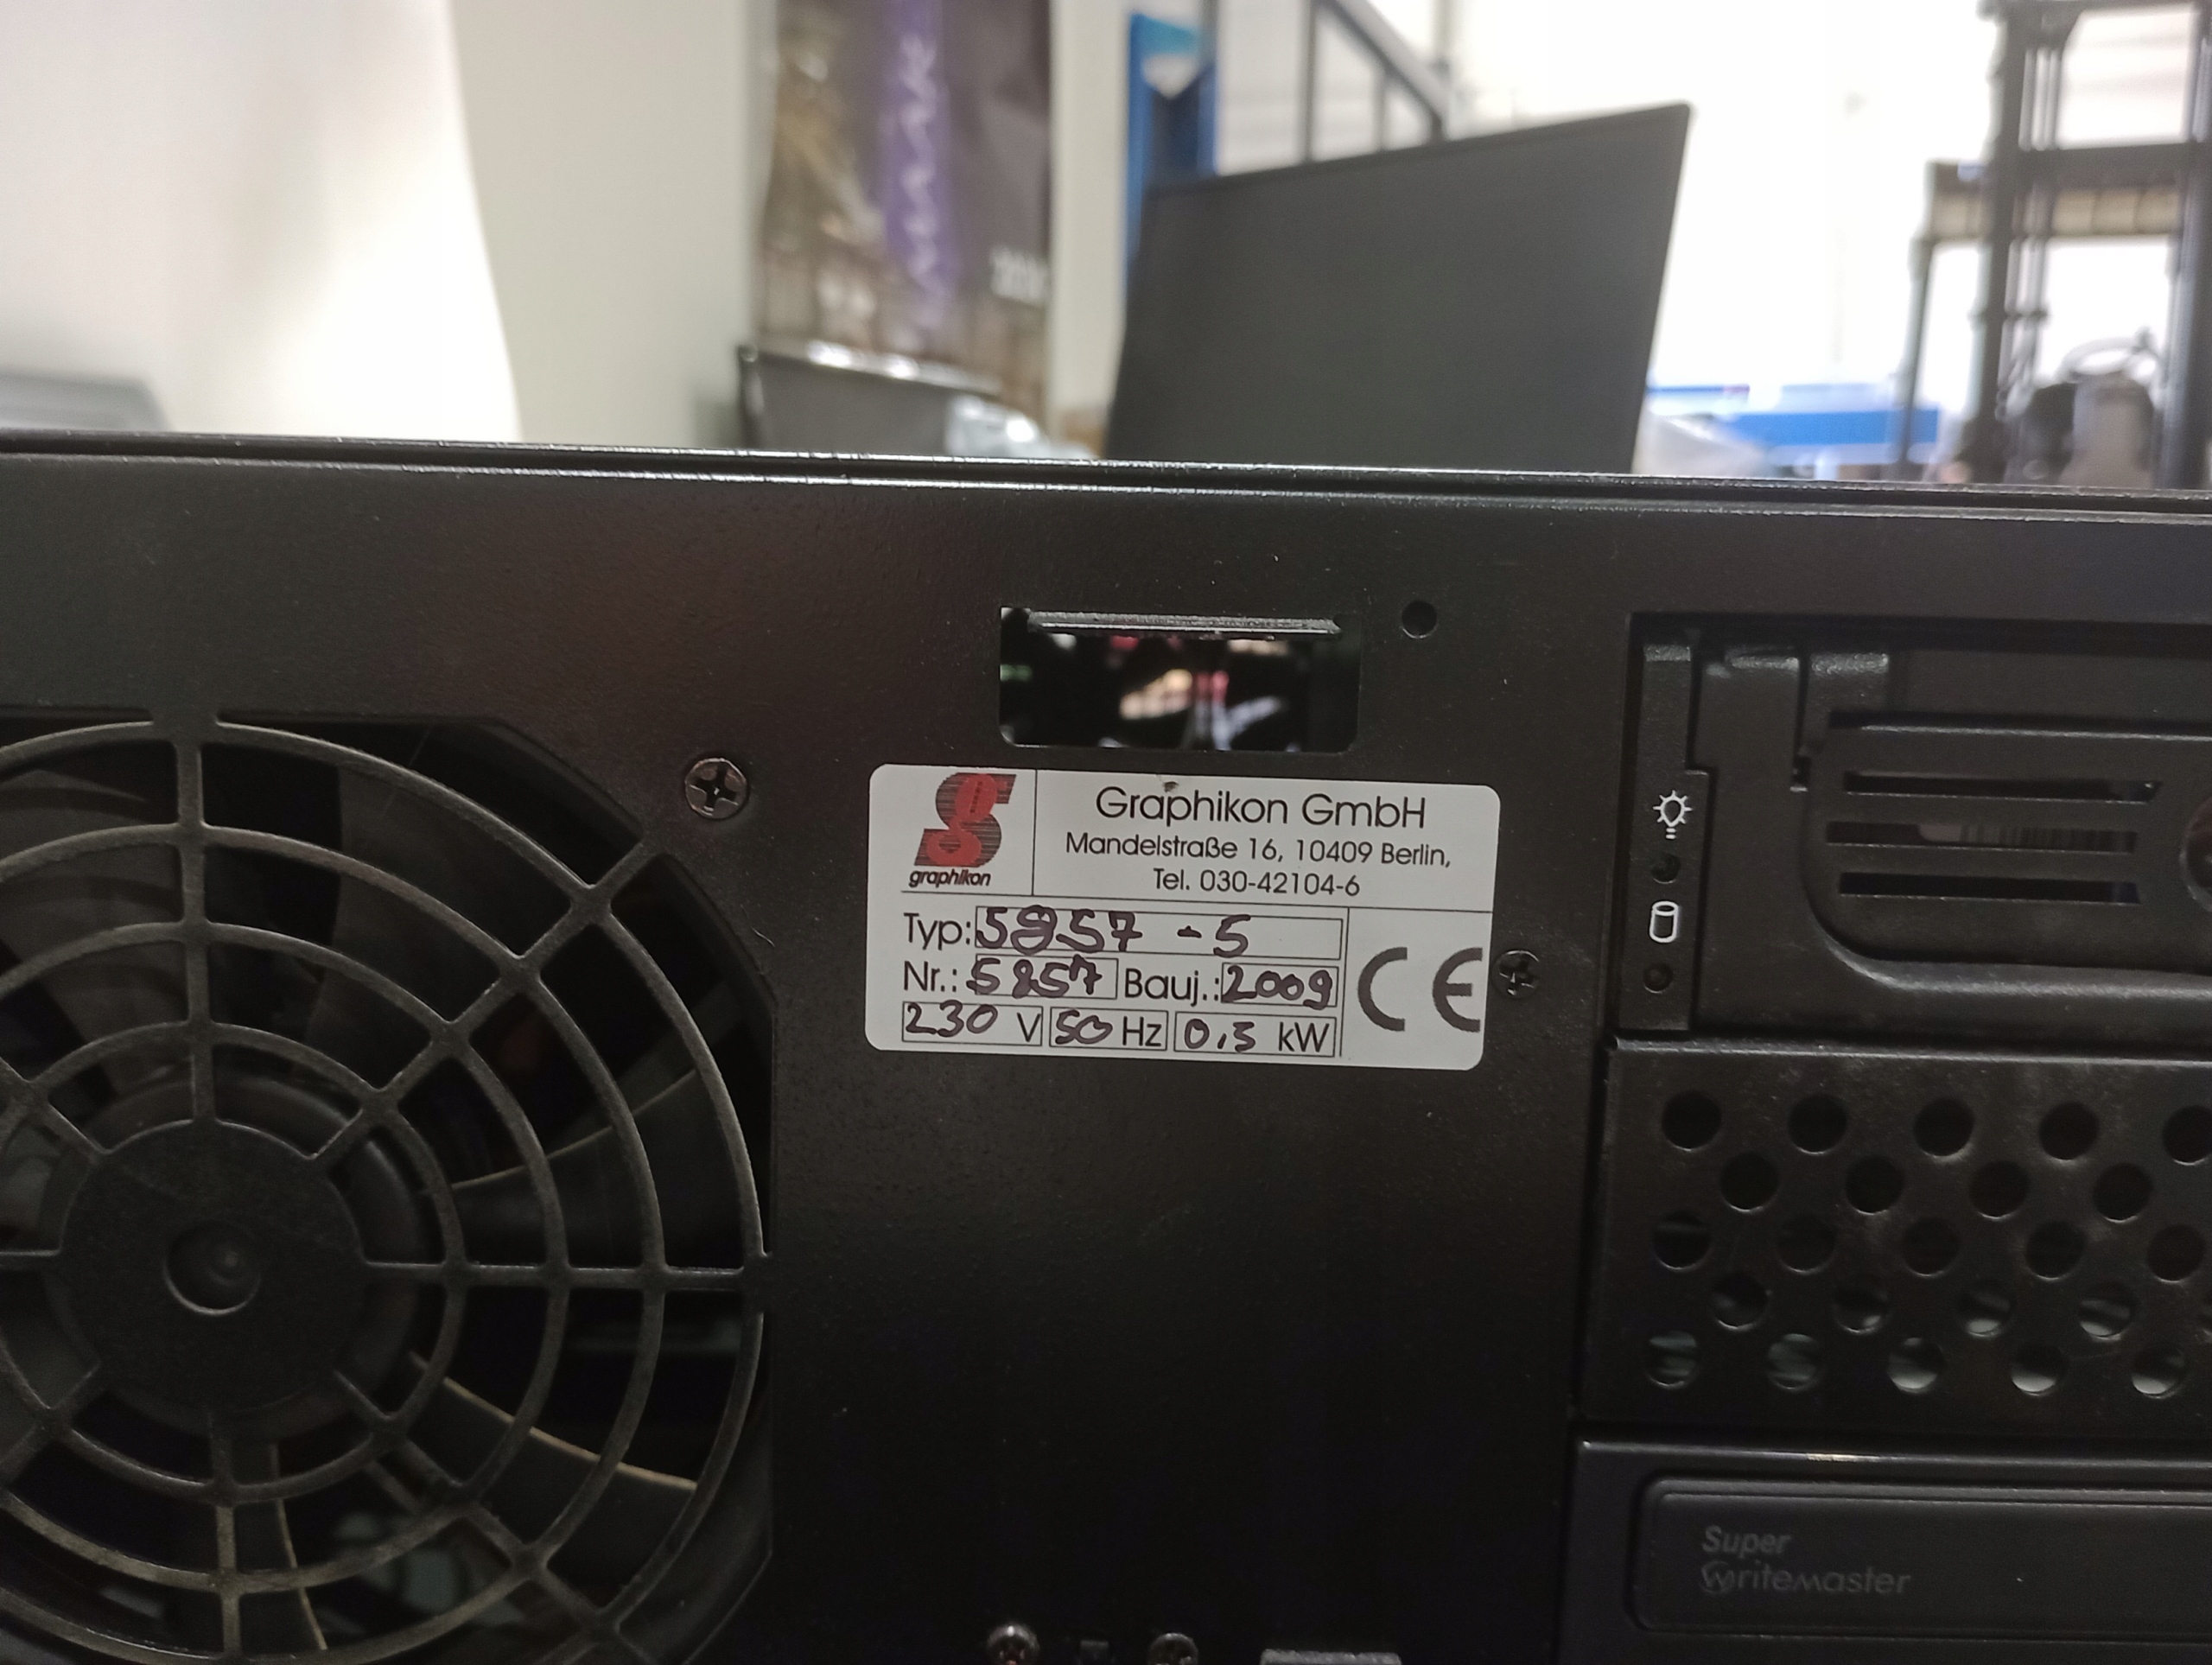 graphikon
Graphikon GmbH
Mandelstraße 16, 10409 Berlin,
Tel. 030-42104-6
Typ: 5857 - 5
Nr.: 5857 Bauj.: 2009
230 V 50 Hz 0,5 kW
CE
Super
WriteMaster